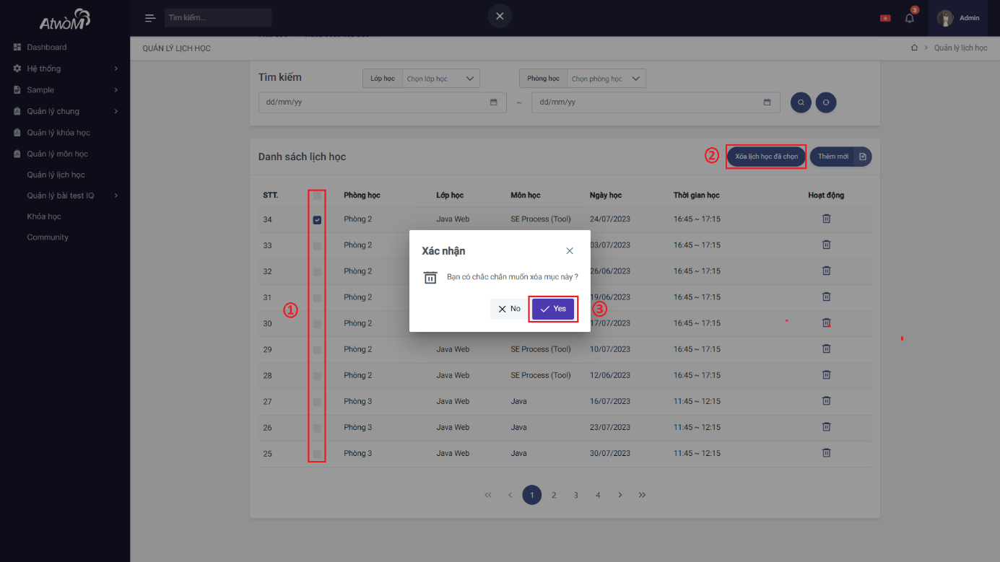 AtwòM
Tìm kiếm...
3
Admin
Dashboard
Hệ thống
Sample
Quản lý chung
Quản lý khóa học
Quản lý môn học
Quản lý lịch học
Quản lý bài test IQ
Khóa học
Community
QUẢN LÝ LỊCH HỌC
Quản lý lịch học
Tìm kiếm
Lớp học Chọn lớp học
Phòng học Chọn phòng học
dd/mm/yy ~ dd/mm/yy
Danh sách lịch học
② Xóa lịch học đã chọn Thêm mới
STT. Phòng học Lớp học Môn học Ngày học Thời gian học Hoạt động
34 Phòng 2 Java Web SE Process (Tool) 24/07/2023 16:45 ~ 17:15
33 Phòng 2 03/07/2023 16:45 ~ 17:15
32 Phòng 2 26/06/2023 16:45 ~ 17:15
31 Phòng 2 19/06/2023 16:45 ~ 17:15
30 Phòng 2 17/07/2023 16:45 ~ 17:15
29 Phòng 2 Java Web SE Process (Tool) 10/07/2023 16:45 ~ 17:15
28 Phòng 2 Java Web SE Process (Tool) 12/06/2023 16:45 ~ 17:15
27 Phòng 3 Java Web Java 16/07/2023 11:45 ~ 12:15
26 Phòng 3 Java Web Java 23/07/2023 11:45 ~ 12:15
25 Phòng 3 Java Web Java 30/07/2023 11:45 ~ 12:15
①
Xác nhận
Bạn có chắc chắn muốn xóa mục này ?
No Yes ③
« ‹ 1 2 3 4 › »